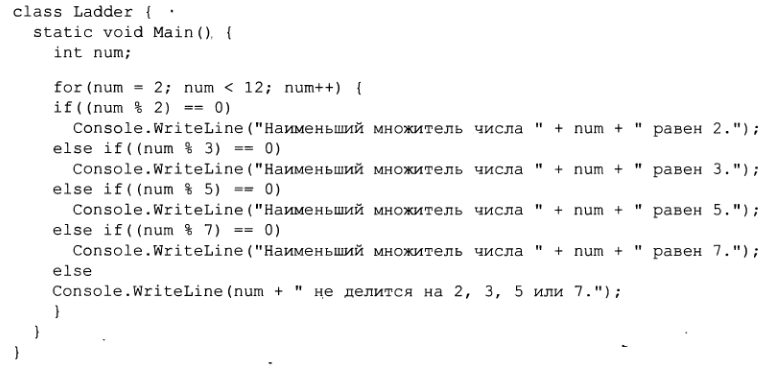 class Ladder {
  static void Main() {
    int num;

    for(num = 2; num < 12; num++) {
    if((num % 2) == 0)
      Console.WriteLine("Наименьший множитель числа " + num + " равен 2.");
    else if((num % 3) == 0)
      Console.WriteLine("Наименьший множитель числа " + num + " равен 3.");
    else if((num % 5) == 0)
      Console.WriteLine("Наименьший множитель числа " + num + " равен 5.");
    else if((num % 7) == 0)
      Console.WriteLine("Наименьший множитель числа " + num + " равен 7.");
    else
    Console.WriteLine(num + " не делится на 2, 3, 5 или 7.");
    }
  }
}